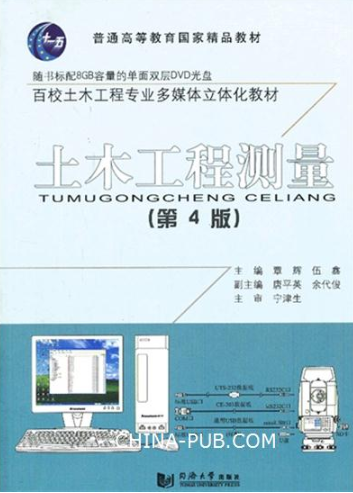 十一五
普通高等教育国家精品教材
随书标配8GB容量的单面双层DVD光盘
百校土木工程专业多媒体立体化教材
土木工程测量
TUMUGONGCHENG CELIANG
(第4版)
主编 覃辉 伍鑫
副主编 唐平英 余代俊
主审 宁津生
CHINA-PUB.COM
同济大学出版社